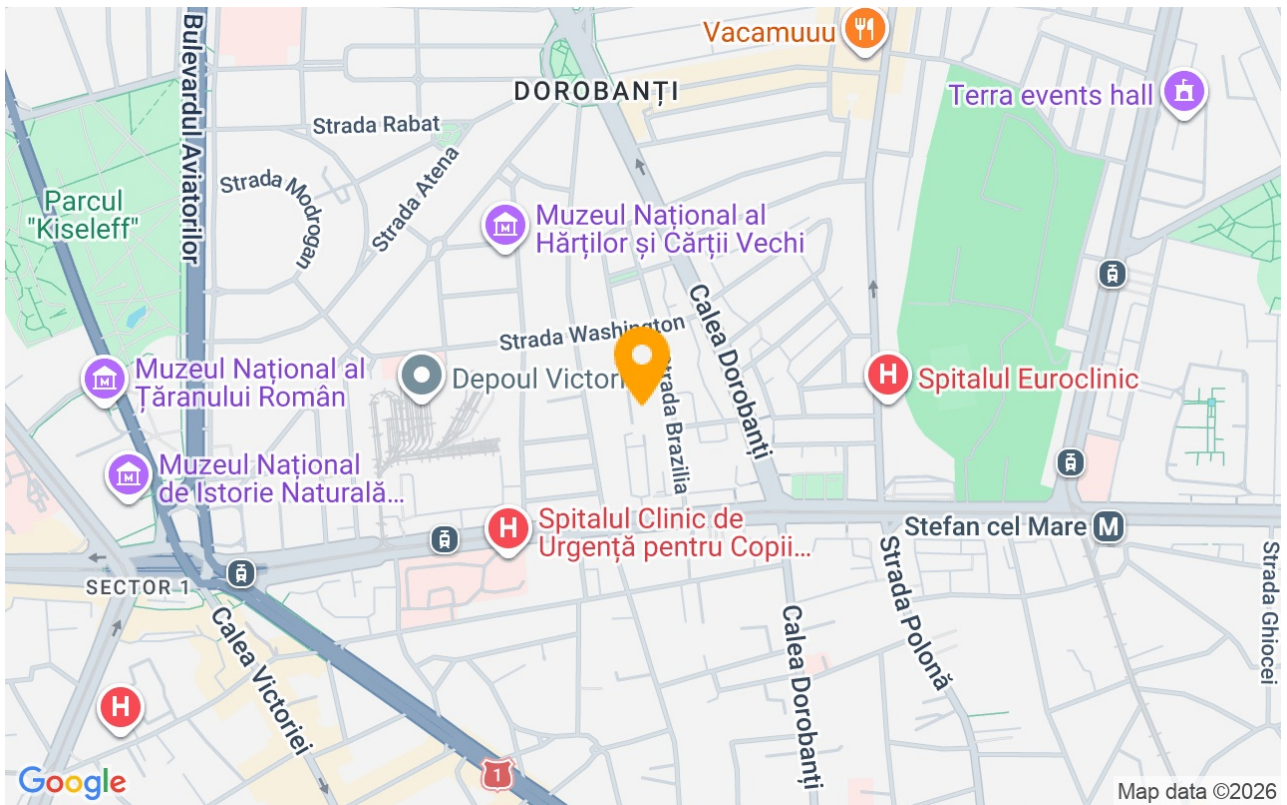 Vacamuuu
DOROBANȚI
Terra events hall
Bulevardul Aviatorilor
Strada Rabat
Strada Atena
Strada Modrogan
Parcul
"Kiseleff"
Muzeul Național al
Hărților și Cărții Vechi
Calea Dorobanți
Strada Washington
Muzeul Național al
Țăranului Român
Depoul Victori
Strada Brazilia
H
Spitalul Euroclinic
Muzeul Național
de Istorie Naturală...
H
Spitalul Clinic de
Urgență pentru Copii...
Stefan cel Mare M
SECTOR 1
Strada Polonă
Strada Ghiocei
Calea Victoriei
Calea Dorobanți
H
1
Google
Map data ©2026